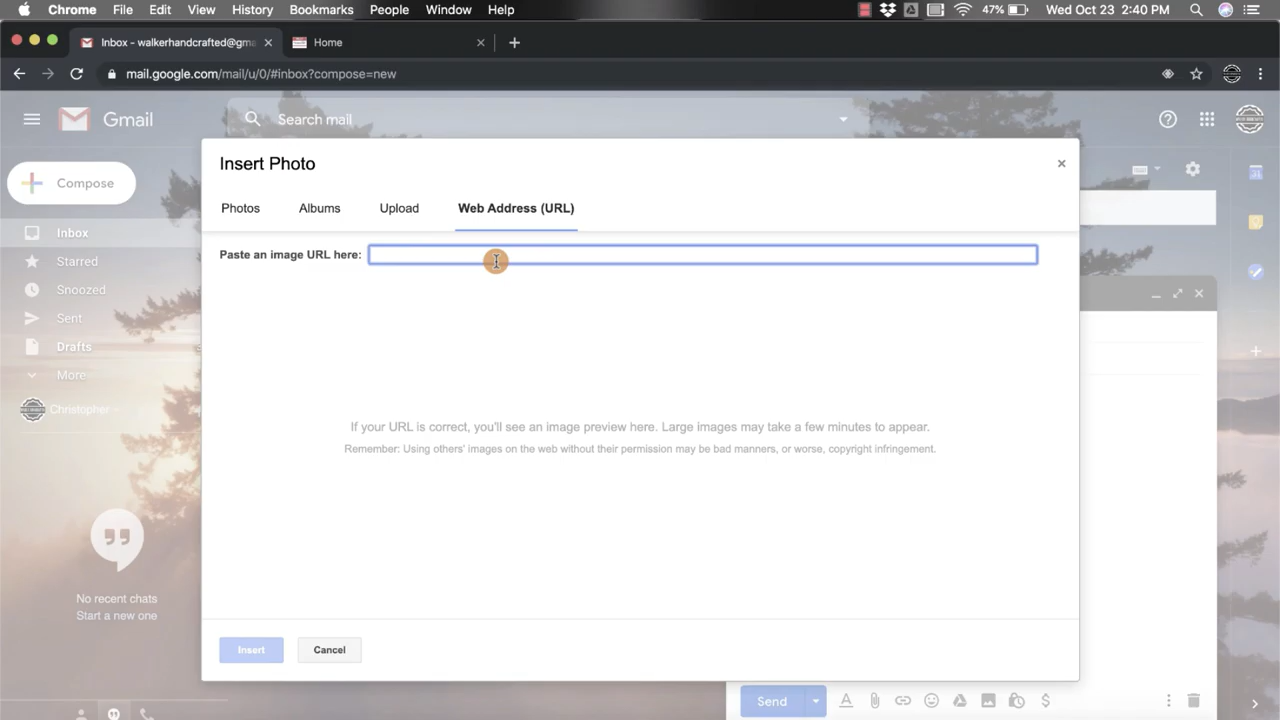 Chrome File Edit View History Bookmarks People Window Help 47% Wed Oct 23 2:40 PM
Inbox - walkerhandcrafted@gma Home
mail.google.com/mail/u/0/#inbox?compose=new
Gmail Search mail
Insert Photo
Compose
Photos Albums Upload Web Address (URL)
Inbox
Paste an image URL here:
Starred
Snoozed
Sent
Drafts
More
Christopher
If your URL is correct, you'll see an image preview here. Large images may take a few minutes to appear.
Remember: Using others' images on the web without their permission may be bad manners, or worse, copyright infringement.
No recent chats
Start a new one
Insert Cancel
Send